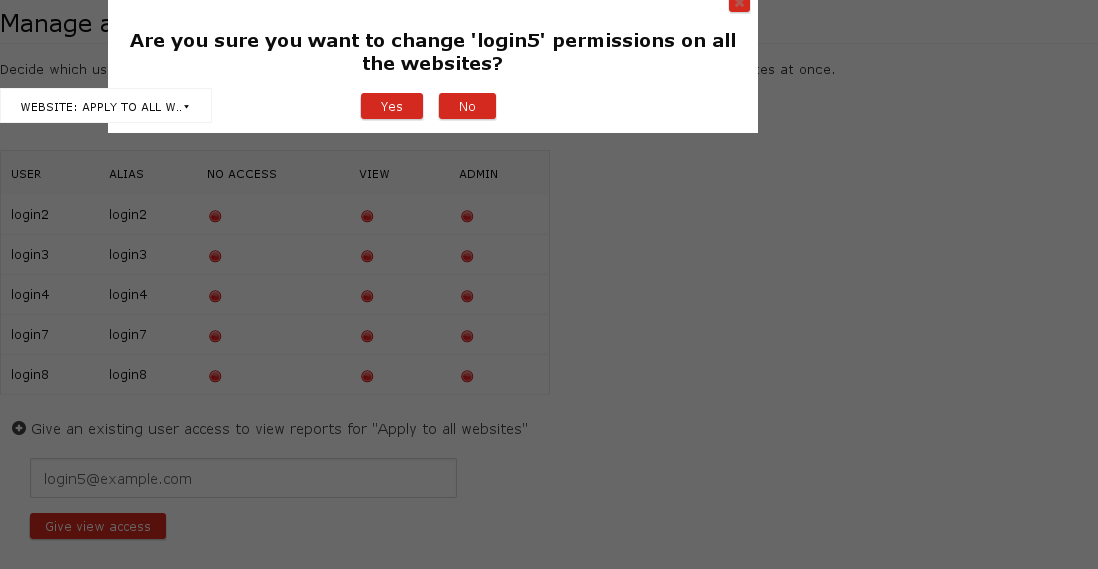 Manage a
Are you sure you want to change 'login5' permissions on all
the websites?
Decide which us
es at once.
WEBSITE: APPLY TO ALL W..
Yes No
USER ALIAS NO ACCESS VIEW ADMIN
login2 login2
login3 login3
login4 login4
login7 login7
login8 login8
Give an existing user access to view reports for "Apply to all websites"
login5@example.com
Give view access